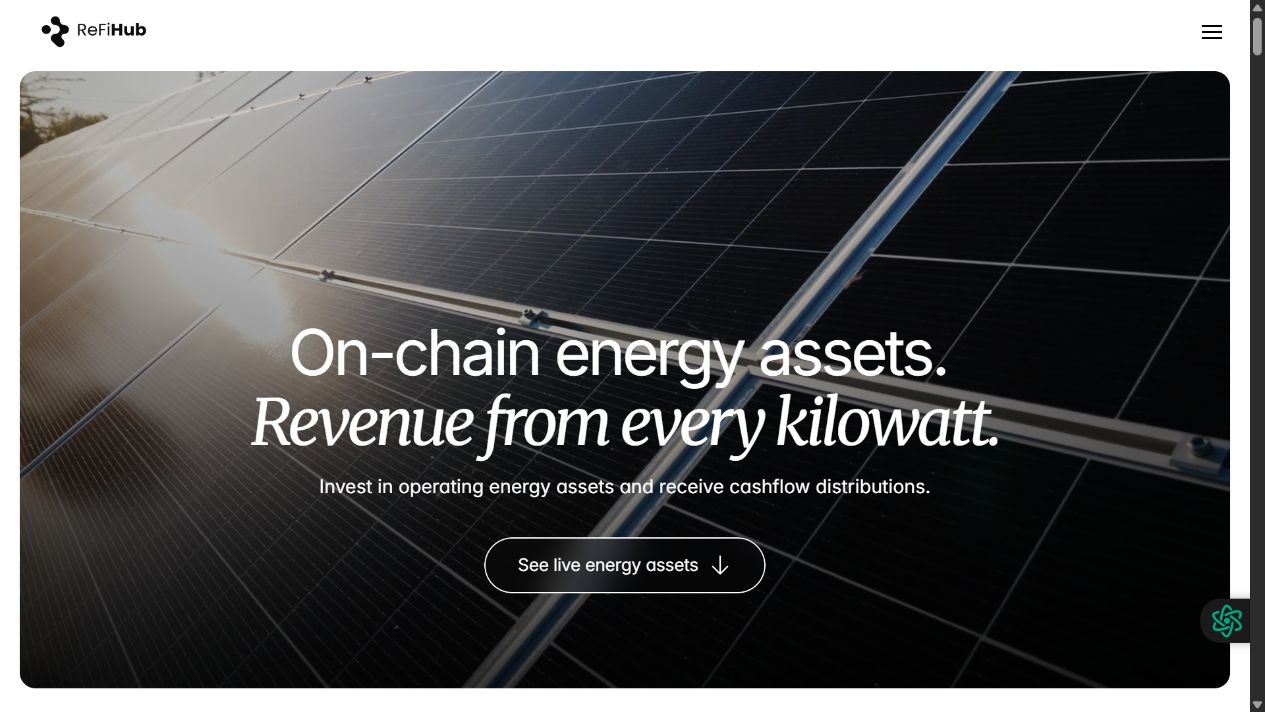 ReFiHub
On-chain energy assets.
Revenue from every kilowatt.
Invest in operating energy assets and receive cashflow distributions.
See live energy assets